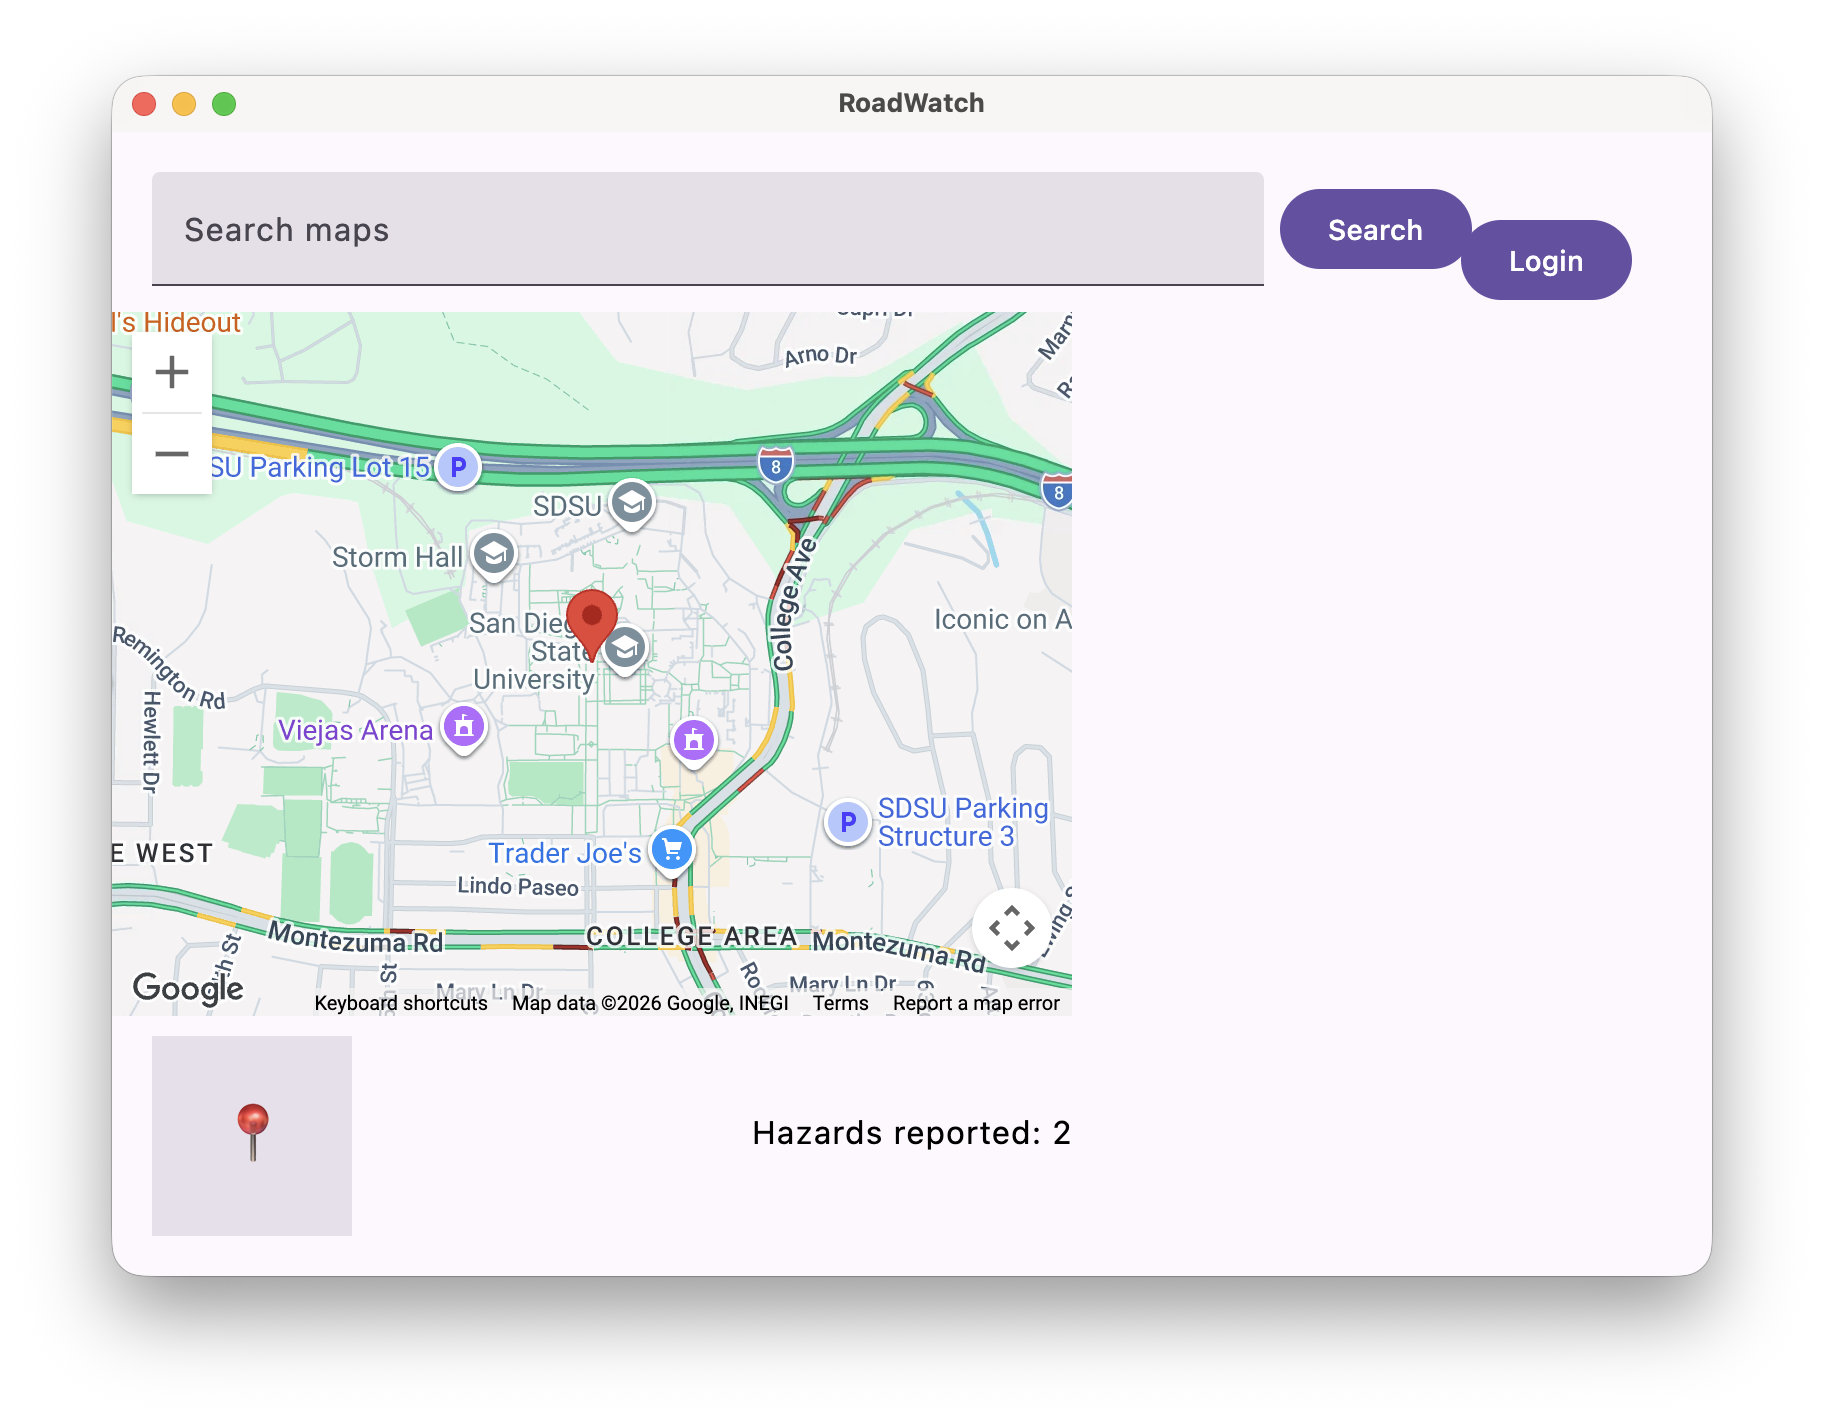 RoadWatch
Search maps
Search
Login
l's Hideout
Arno Dr
SU Parking Lot 15
P
8
8
SDSU
Storm Hall
College Ave
Iconic on A
San Dieg
State
University
Remington Rd
Hewlett Dr
Viejas Arena
P
SDSU Parking
Structure 3
E WEST
Trader Joe's
Lindo Paseo
Montezuma Rd
COLLEGE AREA
Montezuma Rd
Mary Ln Dr
Mary Ln Dr
Google
Keyboard shortcuts
Map data ©2026 Google, INEGI
Terms
Report a map error
Hazards reported: 2